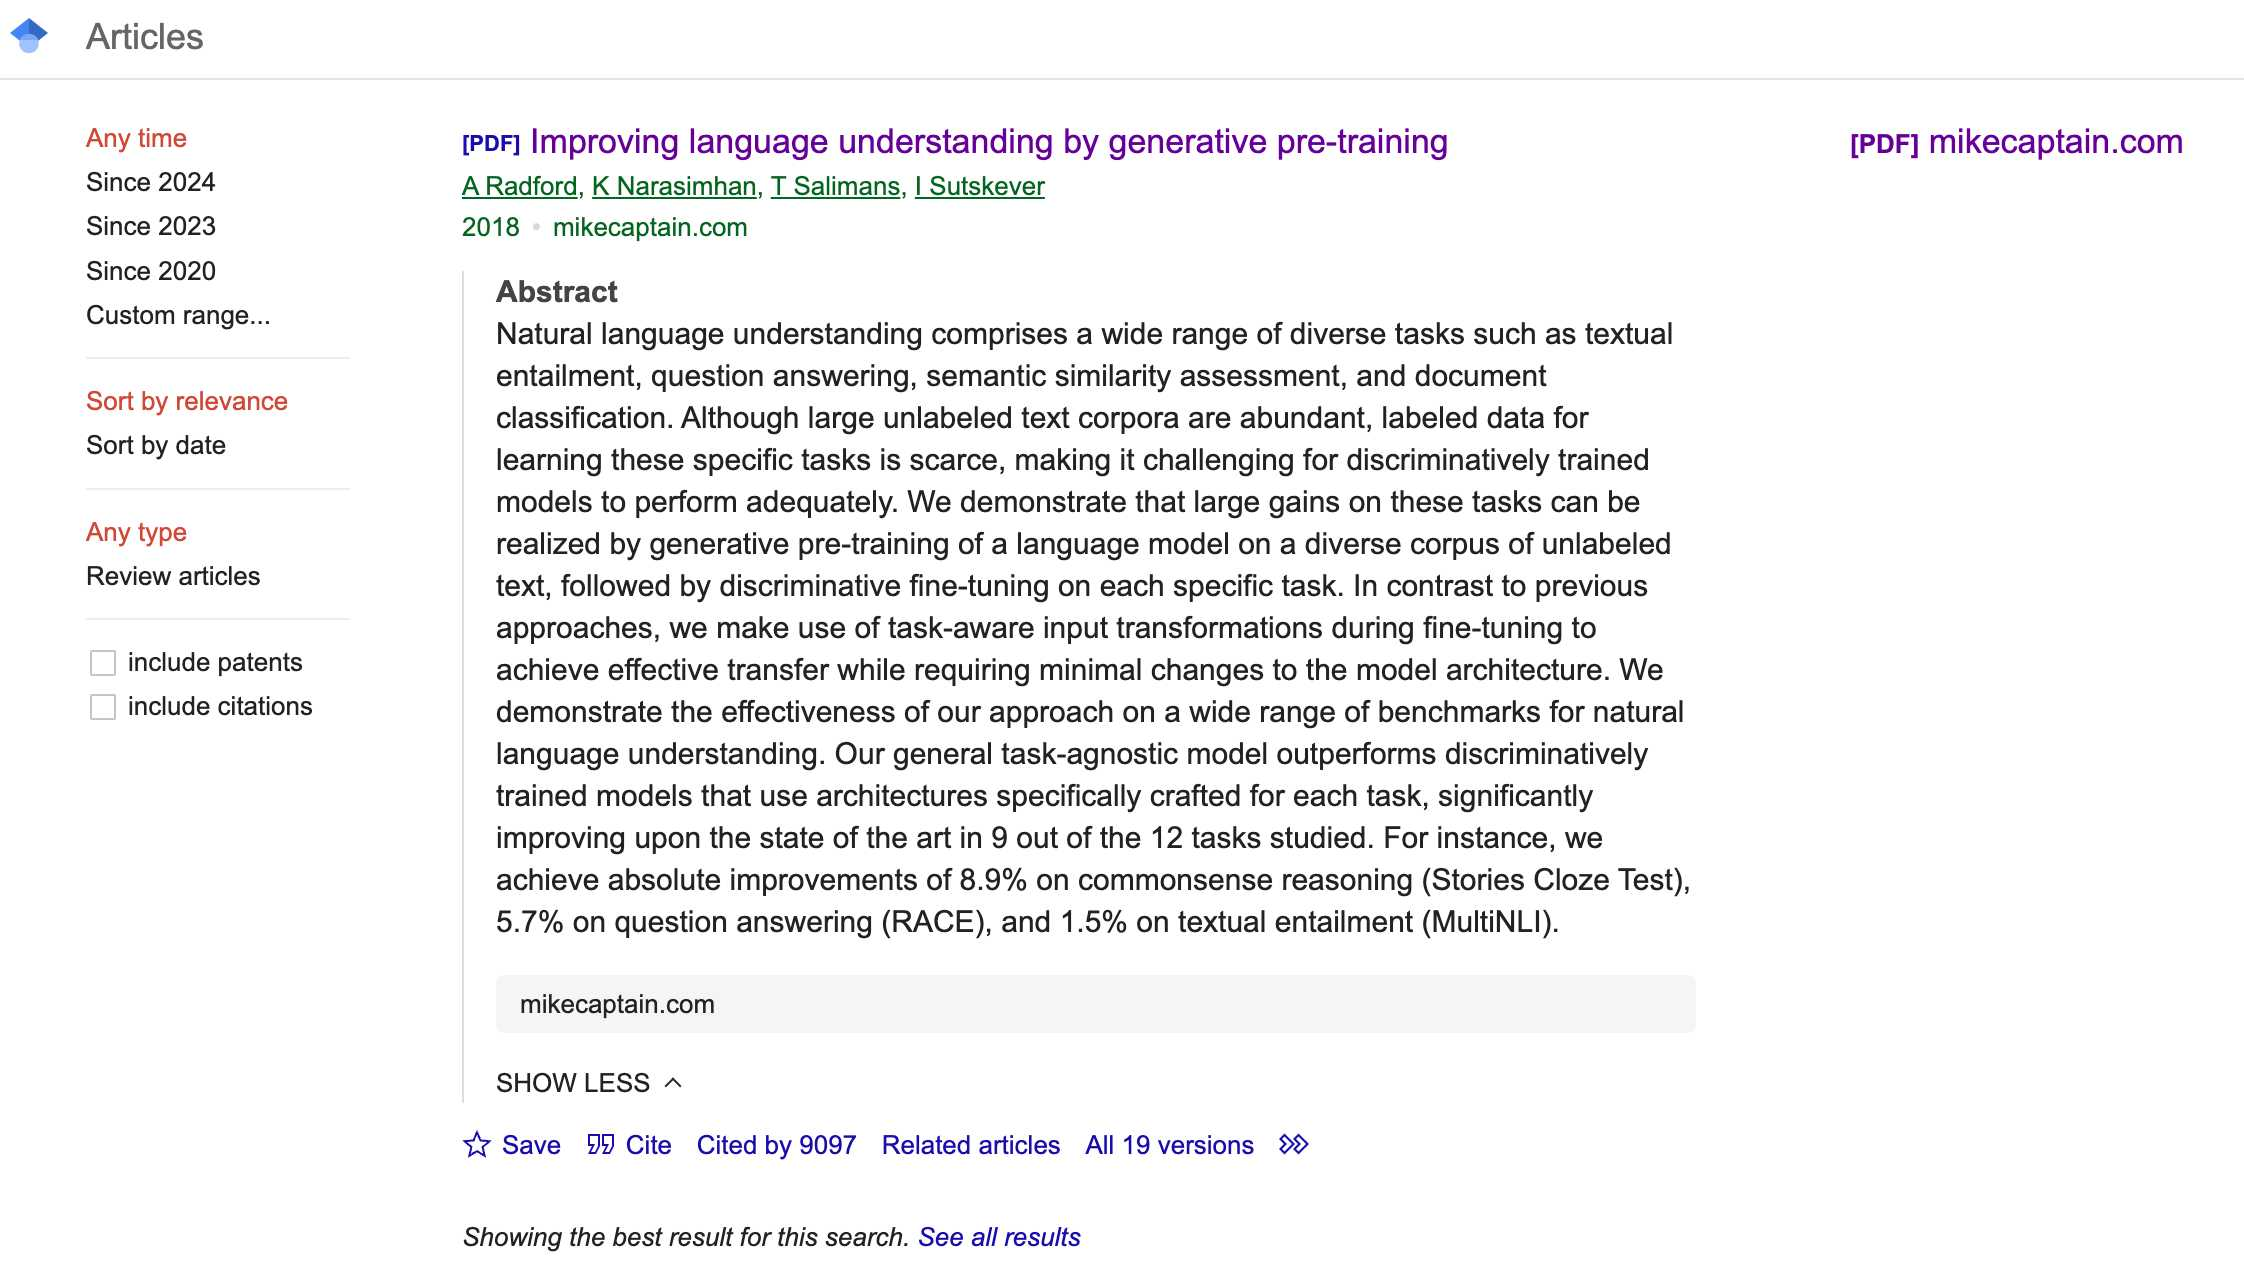 Articles
Any time
Since 2024
Since 2023
Since 2020
Custom range...
Sort by relevance
Sort by date
Any type
Review articles
include patents
include citations
[PDF] Improving language understanding by generative pre-training
A Radford, K Narasimhan, T Salimans, I Sutskever
2018 • mikecaptain.com
Abstract
Natural language understanding comprises a wide range of diverse tasks such as textual
entailment, question answering, semantic similarity assessment, and document
classification. Although large unlabeled text corpora are abundant, labeled data for
learning these specific tasks is scarce, making it challenging for discriminatively trained
models to perform adequately. We demonstrate that large gains on these tasks can be
realized by generative pre-training of a language model on a diverse corpus of unlabeled
text, followed by discriminative fine-tuning on each specific task. In contrast to previous
approaches, we make use of task-aware input transformations during fine-tuning to
achieve effective transfer while requiring minimal changes to the model architecture. We
demonstrate the effectiveness of our approach on a wide range of benchmarks for natural
language understanding. Our general task-agnostic model outperforms discriminatively
trained models that use architectures specifically crafted for each task, significantly
improving upon the state of the art in 9 out of the 12 tasks studied. For instance, we
achieve absolute improvements of 8.9% on commonsense reasoning (Stories Cloze Test),
5.7% on question answering (RACE), and 1.5% on textual entailment (MultiNLI).
mikecaptain.com
SHOW LESS
Save Cite Cited by 9097 Related articles All 19 versions
Showing the best result for this search. See all results
[PDF] mikecaptain.com